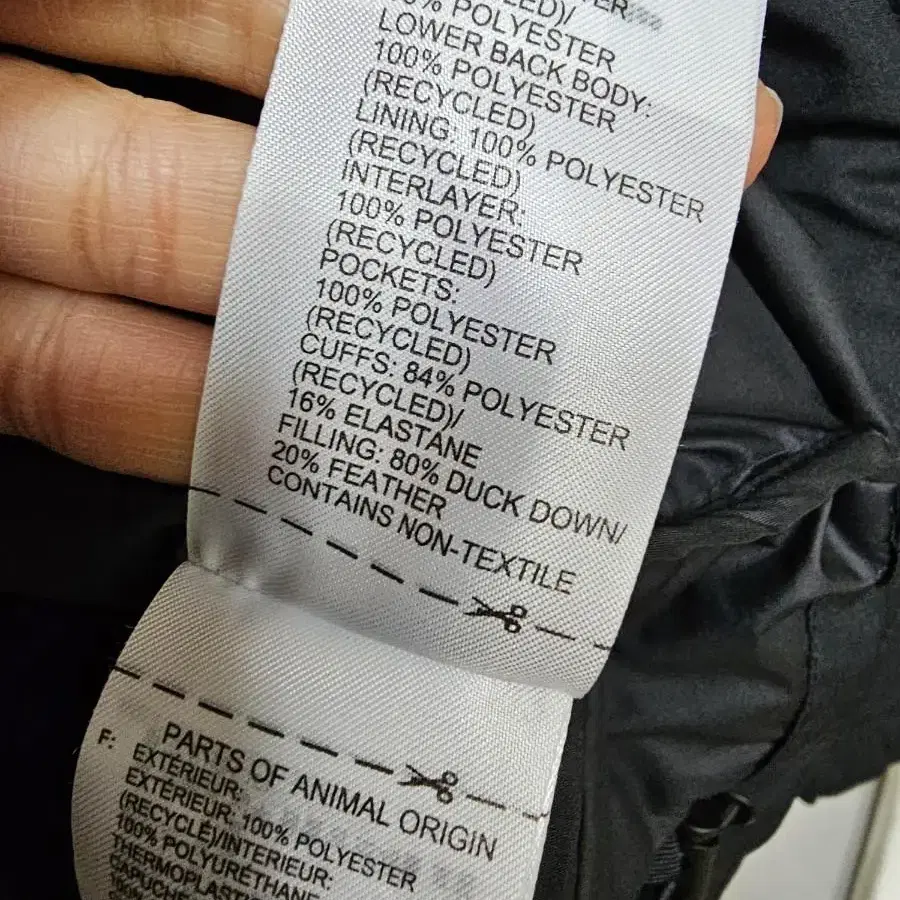 LED)/
% POLYESTER
LOWER BACK BODY:
100% POLYESTER
(RECYCLED)
LINING: 100% POLYESTER
(RECYCLED)
INTERLAYER:
100% POLYESTER
(RECYCLED)
POCKETS:
100% POLYESTER
(RECYCLED)
CUFFS: 84% POLYESTER
(RECYCLED)/
16% ELASTANE
FILLING: 80% DUCK DOWN/
20% FEATHER
CONTAINS NON-TEXTILE
PARTS OF ANIMAL ORIGIN
F: EXTÉRIEUR:
EXTÉRIEUR: 100% POLYESTER
(RECYCLÉ)/INTERIEUR:
100% POLYURÉTHANE